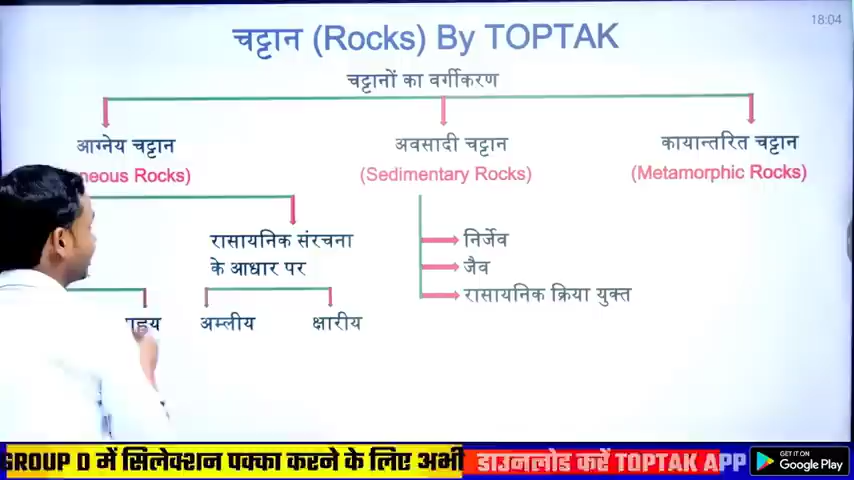 18:04
चट्टान (Rocks) By TOPTAK
चट्टानों का वर्गीकरण
आग्नेय चट्टान
अवसादी चट्टान
कायान्तरित चट्टान
neous Rocks)
(Sedimentary Rocks)
(Metamorphic Rocks)
रासायनिक संरचना
के आधार पर
निर्जेव
जैव
रासायनिक क्रिया युक्त
अम्लीय
क्षारीय
GROUP D में सिलेक्शन पक्का करने के लिए अभी डाउनलोड करें TOPTAK APP
GET IT ON
Google Play